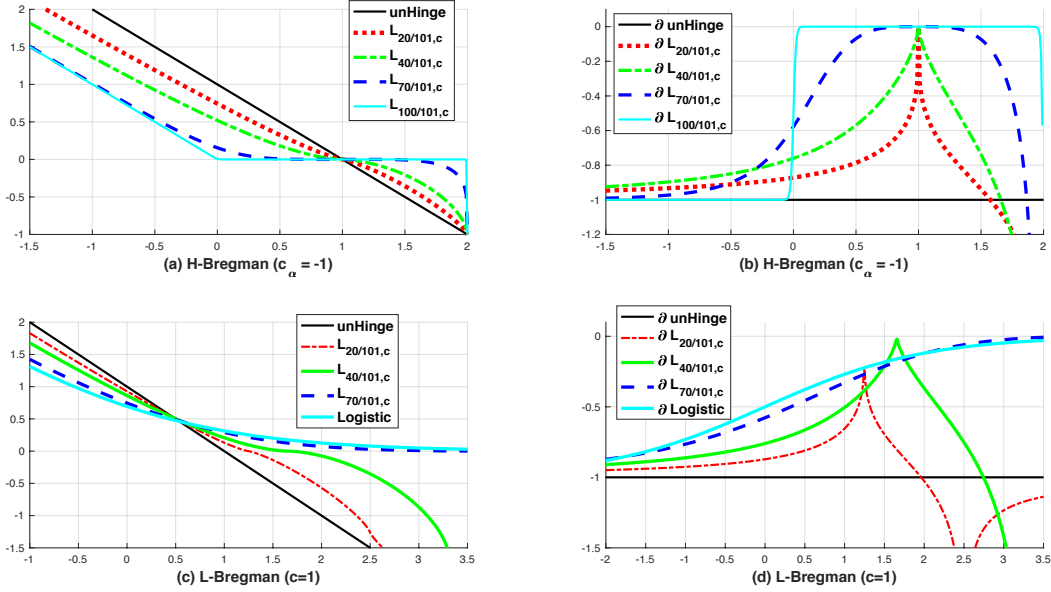 2
1.5
1
0.5
0
-0.5
-1
-1.5 -1 -0.5 0 0.5 1 1.5 2
unHinge
L20/101,c
L40/101,c
L70/101,c
L100/101,c
(a) H-Bregman (cα = -1)
0
-0.2
-0.4
-0.6
-0.8
-1
-1.2
-1.5 -1 -0.5 0 0.5 1 1.5 2
∂ unHinge
∂ L20/101,c
∂ L40/101,c
∂ L70/101,c
∂ L100/101,c
(b) H-Bregman (cα = -1)
2
1.5
1
0.5
0
-0.5
-1
-1.5
-1 -0.5 0 0.5 1 1.5 2 2.5 3 3.5
unHinge
L20/101,c
L40/101,c
L70/101,c
Logistic
(c) L-Bregman (c=1)
0
-0.5
-1
-1.5
-2 -1.5 -1 -0.5 0 0.5 1 1.5 2 2.5 3 3.5
∂ unHinge
∂ L20/101,c
∂ L40/101,c
∂ L70/101,c
∂ Logistic
(d) L-Bregman (c=1)